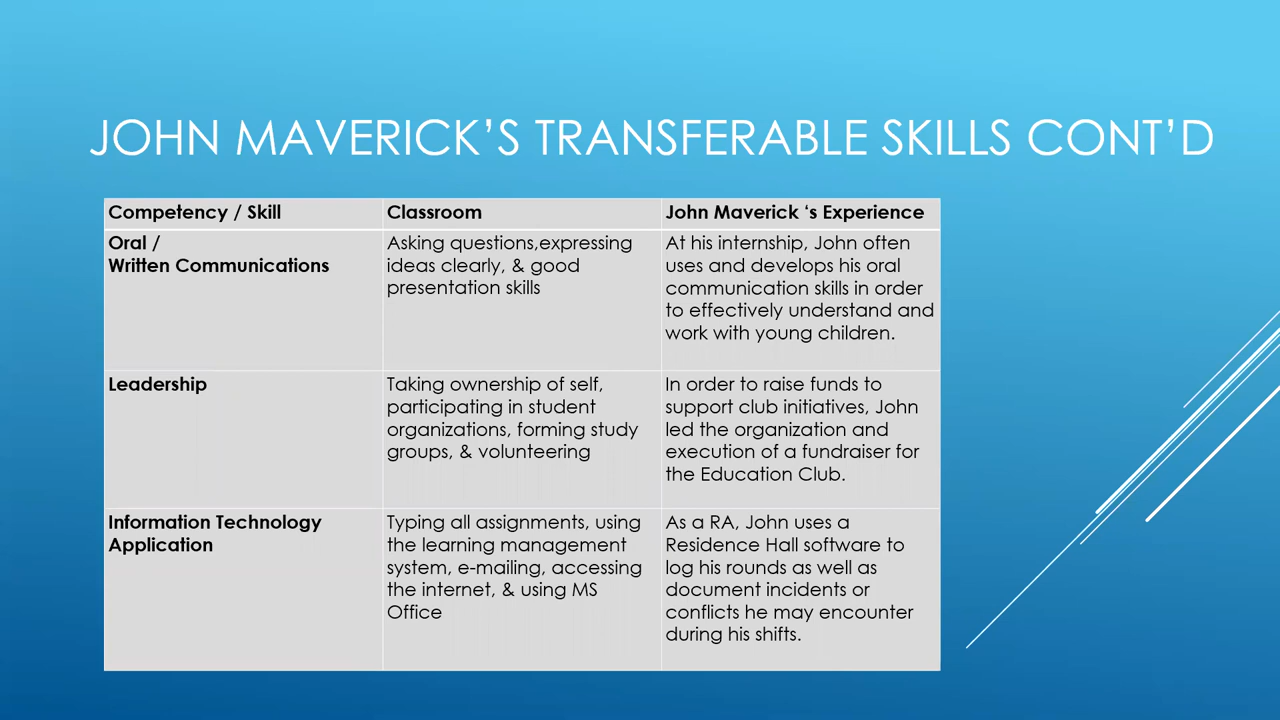 JOHN MAVERICK’S TRANSFERABLE SKILLS CONT’D
Competency / Skill
Classroom
John Maverick ‘s Experience
Oral /
Written Communications
Asking questions,expressing
ideas clearly, & good
presentation skills
At his internship, John often
uses and develops his oral
communication skills in order
to effectively understand and
work with young children.
Leadership
Taking ownership of self,
participating in student
organizations, forming study
groups, & volunteering
In order to raise funds to
support club initiatives, John
led the organization and
execution of a fundraiser for
the Education Club.
Information Technology
Application
Typing all assignments, using
the learning management
system, e-mailing, accessing
the internet, & using MS
Office
As a RA, John uses a
Residence Hall software to
log his rounds as well as
document incidents or
conflicts he may encounter
during his shifts.